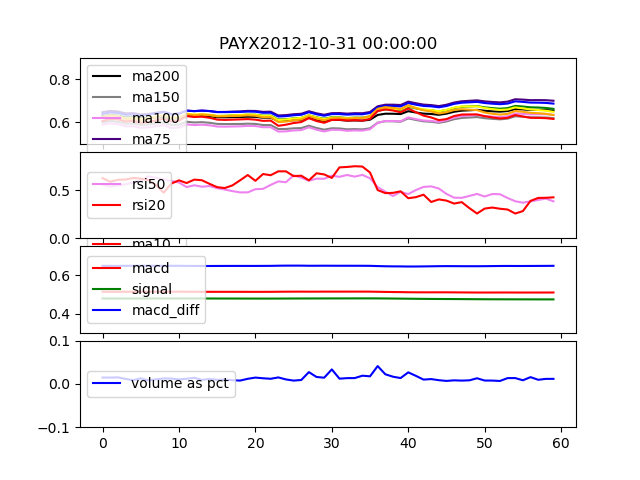 PAYX2012-10-31 00:00:00
0.8
0.6
ma200
ma150
ma100
ma75
0.5
0.0
rsi50
rsi20
ma10
0.6
0.4
macd
signal
macd_diff
0.1
0.0
−0.1
volume as pct
0 10 20 30 40 50 60